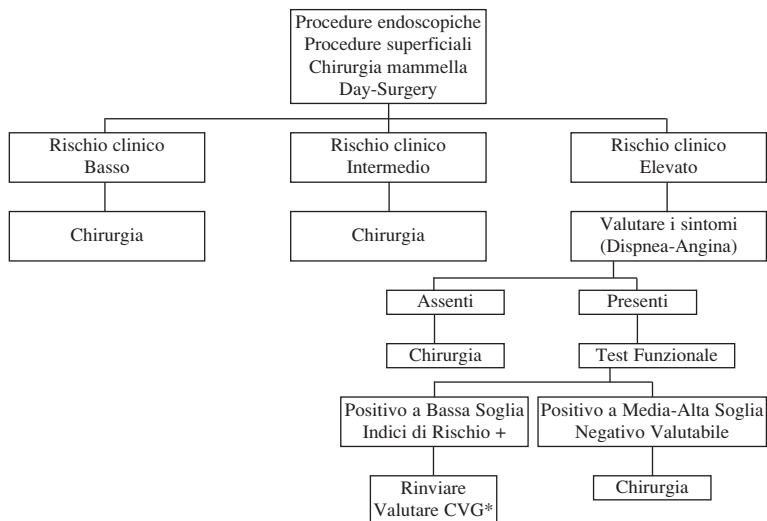 Procedure endoscopiche
Procedure superficiali
Chirurgia mammella
Day-Surgery
Rischio clinico
Basso
Rischio clinico
Intermedio
Rischio clinico
Elevato
Chirurgia
Chirurgia
Valutare i sintomi
(Dispnea-Angina)
Assenti
Presenti
Chirurgia
Test Funzionale
Positivo a Bassa Soglia
Indici di Rischio +
Positivo a Media-Alta Soglia
Negativo Valutabile
Rinviare
Valutare CVG*
Chirurgia